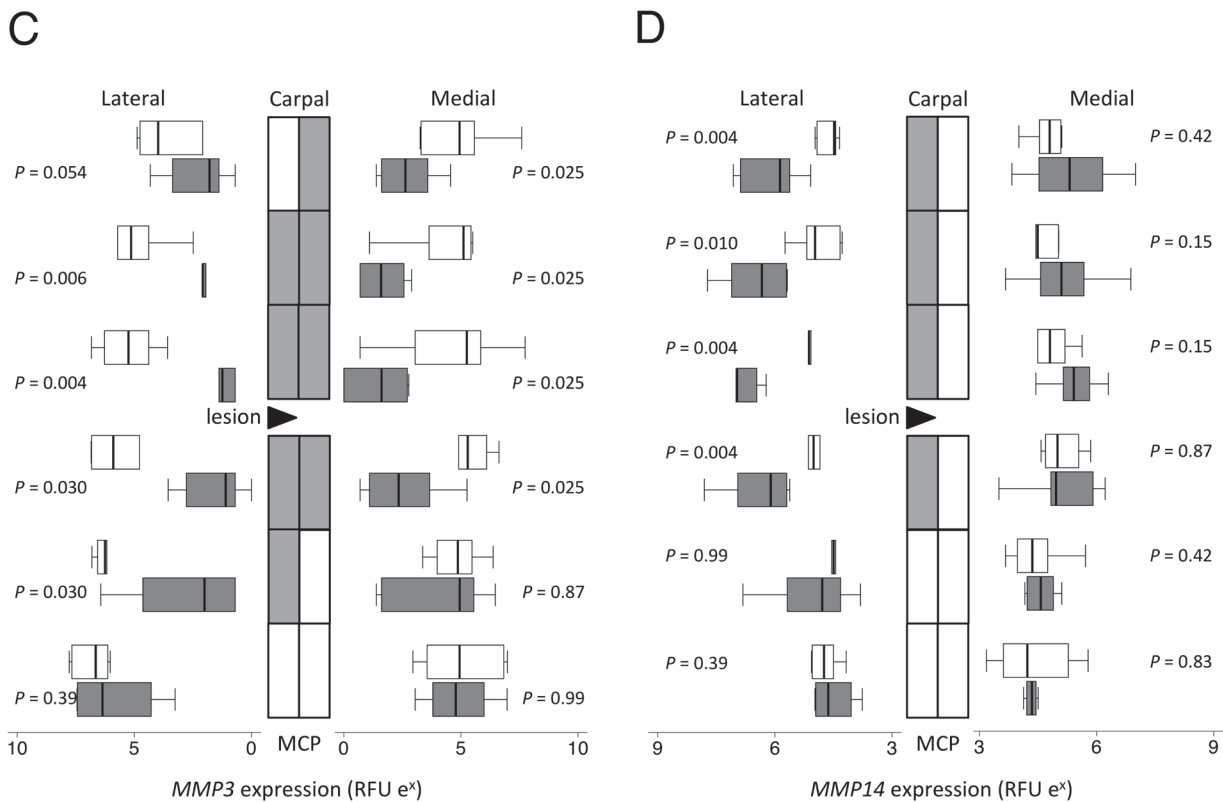 C
D
Lateral Carpal Medial
Lateral Carpal Medial
P = 0.054 P = 0.025
P = 0.004 P = 0.42
P = 0.006 P = 0.025
P = 0.010 P = 0.15
P = 0.004 P = 0.025
P = 0.004 P = 0.15
lesion
lesion
P = 0.030 P = 0.025
P = 0.004 P = 0.87
P = 0.030 P = 0.87
P = 0.99 P = 0.42
P = 0.39 P = 0.99
P = 0.39 P = 0.83
10 5 0 MCP 0 5 10
9 6 3 MCP 3 6 9
MMP3 expression (RFU eˣ)
MMP14 expression (RFU eˣ)